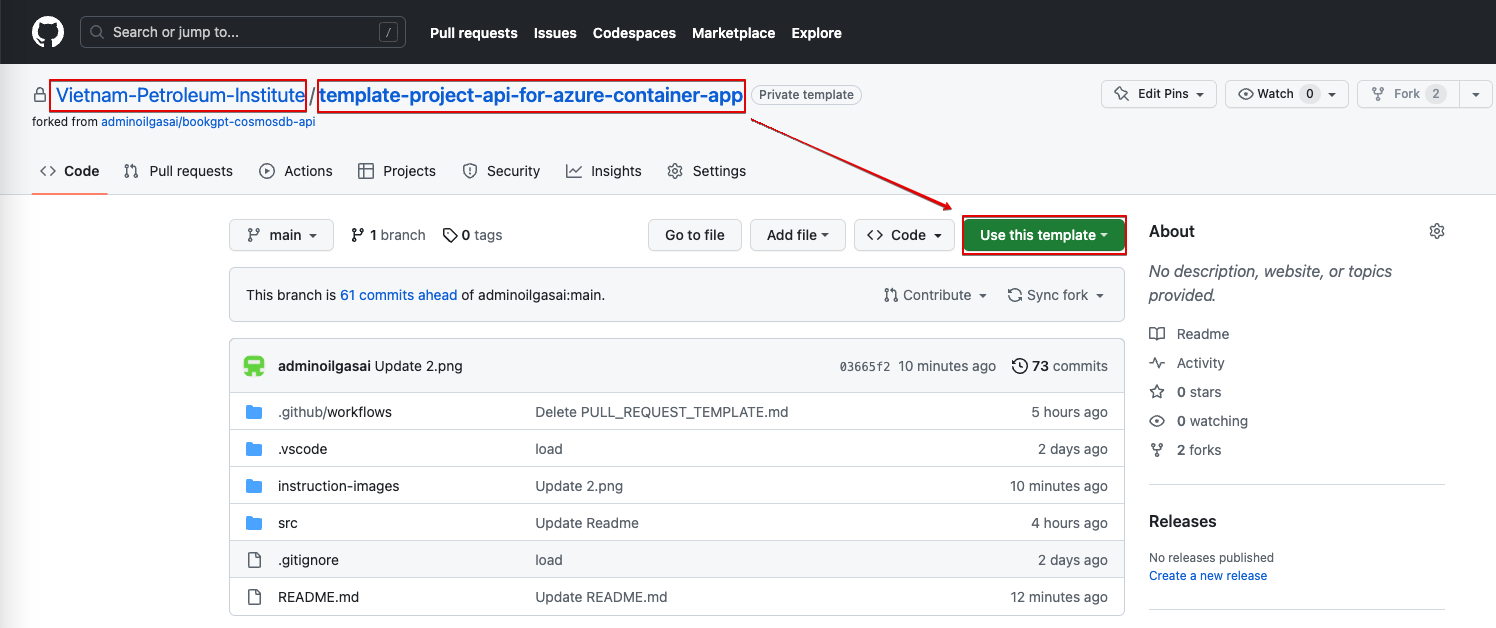 Search or jump to... / Pull requests Issues Codespaces Marketplace Explore
Vietnam-Petroleum-Institute/template-project-api-for-azure-container-app Private template Edit Pins Watch 0 Fork 2
forked from adminoilgasai/bookgpt-cosmosdb-api
Code Pull requests Actions Projects Security Insights Settings
main 1 branch 0 tags Go to file Add file Code Use this template
This branch is 61 commits ahead of adminoilgasai:main. Contribute Sync fork
adminoilgasai Update 2.png 03665f2 10 minutes ago 73 commits
.github/workflows Delete PULL_REQUEST_TEMPLATE.md 5 hours ago
.vscode load 2 days ago
instruction-images Update 2.png 10 minutes ago
src Update Readme 4 hours ago
.gitignore load 2 days ago
README.md Update README.md 12 minutes ago
About
No description, website, or topics
provided.
Readme
Activity
0 stars
0 watching
2 forks
Releases
No releases published
Create a new release